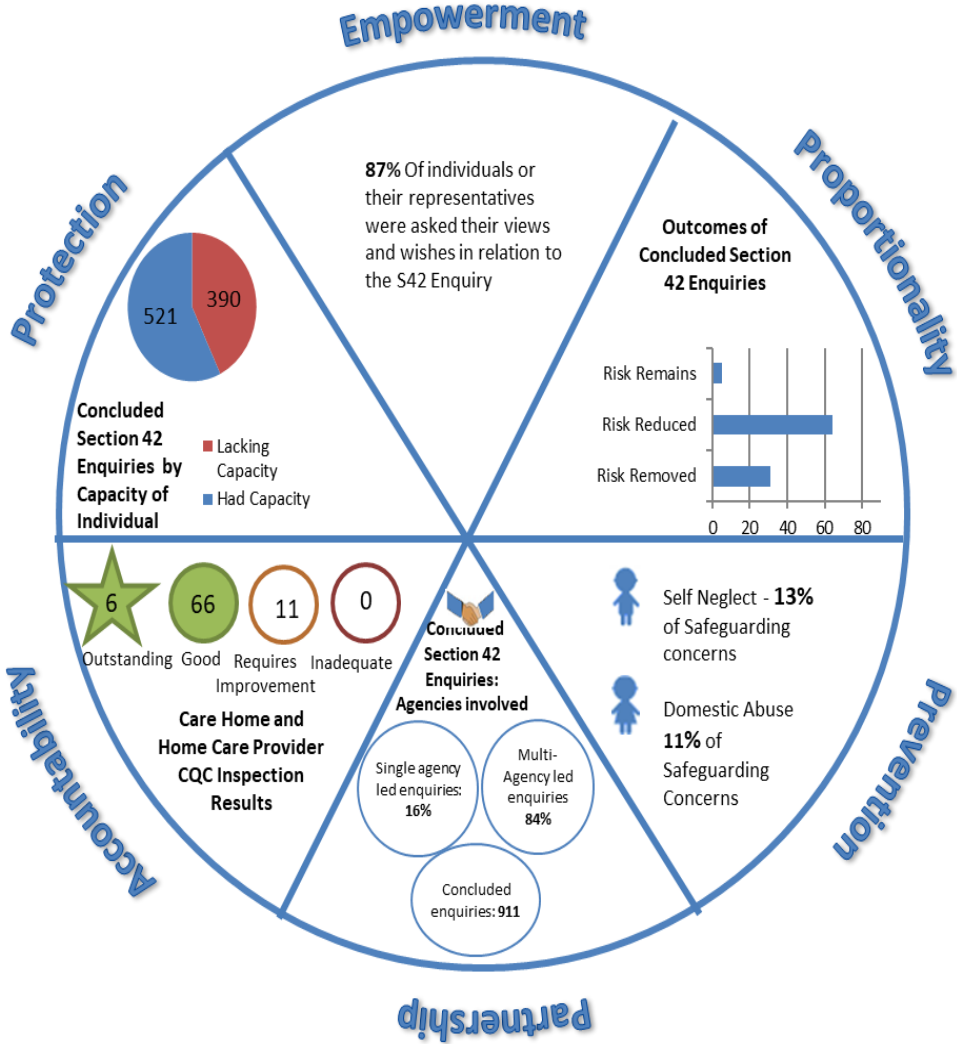 Empowerment
87% Of individuals or
their representatives
were asked their views
and wishes in relation to
the S42 Enquiry
Proportionality
Outcomes of
Concluded Section
42 Enquiries
Risk Remains
Risk Reduced
Risk Removed
0 20 40 60 80
Prevention
Self Neglect - 13%
of Safeguarding
concerns
Domestic Abuse
11% of
Safeguarding
Concerns
Partnership
Concluded
Section 42
Enquiries:
Agencies involved
Single agency
led enquiries:
16%
Multi-
Agency led
enquiries
84%
Concluded
enquiries: 911
Accountability
6
66
11
0
Outstanding
Good
Requires
Improvement
Inadequate
Care Home and
Home Care Provider
CQC Inspection
Results
Protection
521
390
Concluded
Section 42
Enquiries by
Capacity of
Individual
Lacking
Capacity
Had Capacity